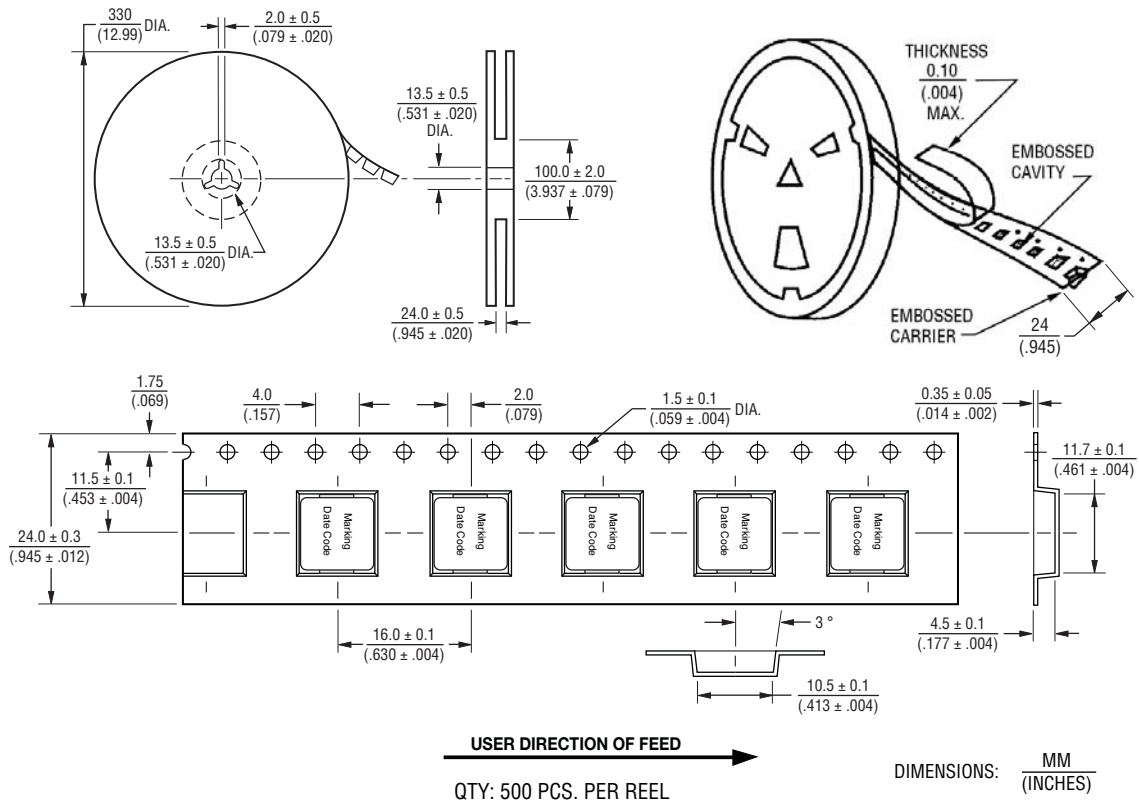 330
(12.99)
DIA.
2.0 ± 0.5
(.079 ± .020)
13.5 ± 0.5
(.531 ± .020)
DIA.
100.0 ± 2.0
(3.937 ± .079)
13.5 ± 0.5
(.531 ± .020)
DIA.
24.0 ± 0.5
(.945 ± .020)
THICKNESS
0.10
(.004)
MAX.
EMBOSSED
CAVITY
EMBOSSED
CARRIER
24
(.945)
1.75
(.069)
4.0
(.157)
2.0
(.079)
1.5 ± 0.1
(.059 ± .004)
DIA.
0.35 ± 0.05
(.014 ± .002)
11.5 ± 0.1
(.453 ± .004)
11.7 ± 0.1
(.461 ± .004)
24.0 ± 0.3
(.945 ± .012)
Marking
Date Code
Marking
Date Code
Marking
Date Code
Marking
Date Code
Marking
Date Code
16.0 ± 0.1
(.630 ± .004)
3 °
4.5 ± 0.1
(.177 ± .004)
10.5 ± 0.1
(.413 ± .004)
USER DIRECTION OF FEED
QTY: 500 PCS. PER REEL
DIMENSIONS:
MM
(INCHES)